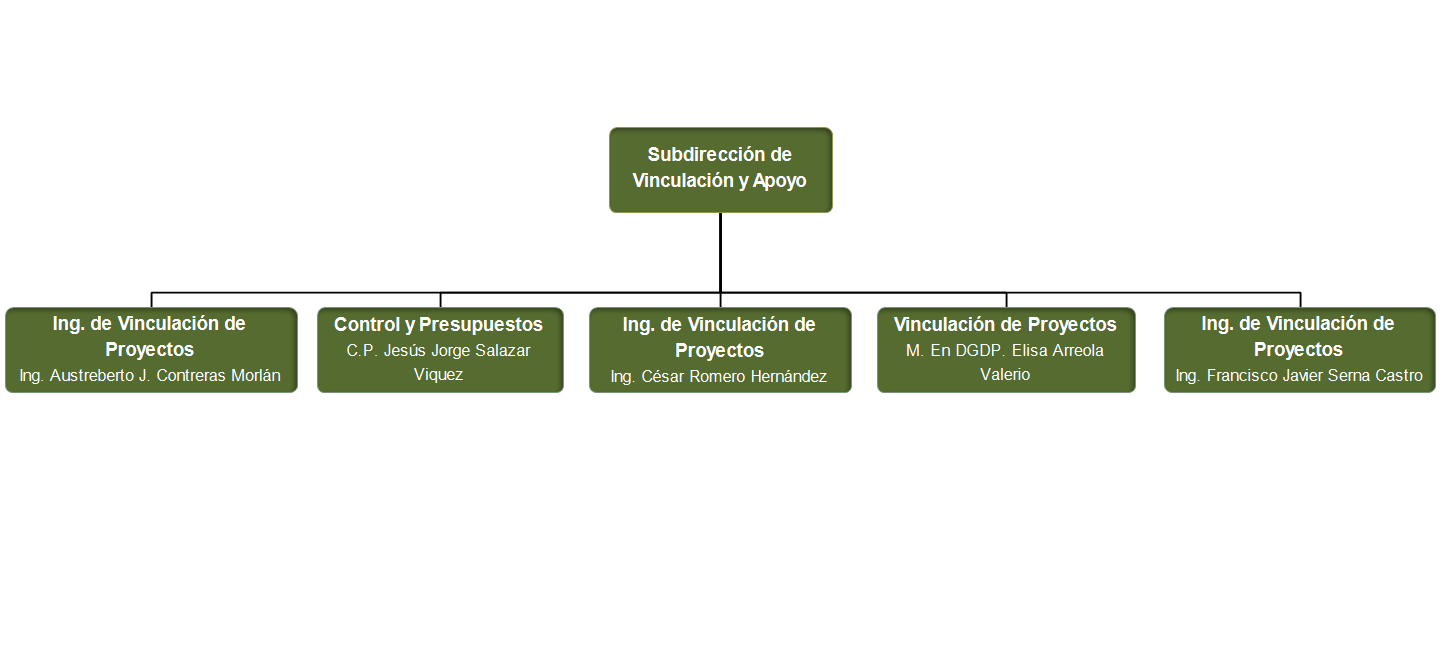 Subdirección de
Vinculación y Apoyo
Ing. de Vinculación de
Proyectos
Ing. Austreberto J. Contreras Morlán
Control y Presupuestos
C.P. Jesús Jorge Salazar
Viquez
Ing. de Vinculación de
Proyectos
Ing. César Romero Hernández
Vinculación de Proyectos
M. En DGDP. Elisa Arreola
Valerio
Ing. de Vinculación de
Proyectos
Ing. Francisco Javier Serna Castro